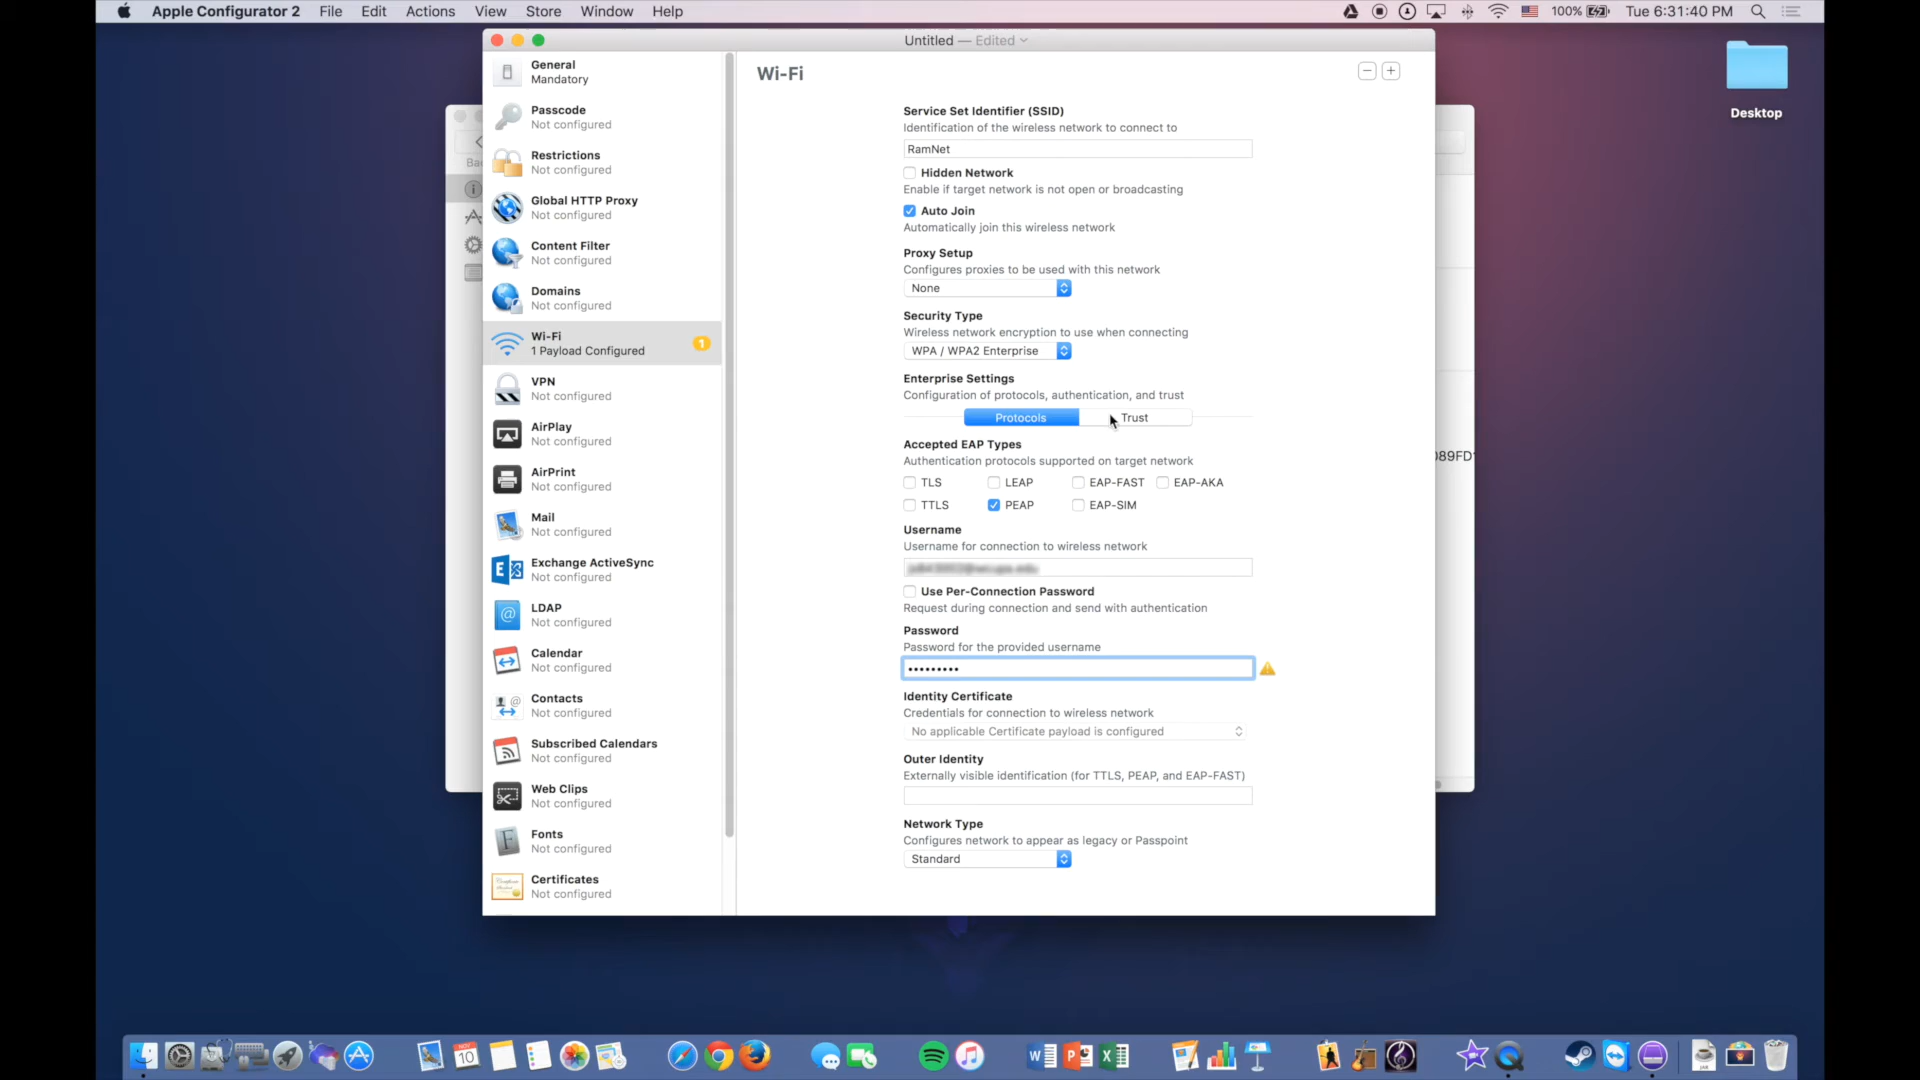 Apple Configurator 2 File Edit Actions View Store Window Help 100% Tue 6:31:40 PM
Untitled — Edited
Desktop
General
Mandatory
Passcode
Not configured
Restrictions
Not configured
Global HTTP Proxy
Not configured
Content Filter
Not configured
Domains
Not configured
Wi-Fi
1 Payload Configured
1
VPN
Not configured
AirPlay
Not configured
AirPrint
Not configured
Mail
Not configured
Exchange ActiveSync
Not configured
LDAP
Not configured
Calendar
Not configured
Contacts
Not configured
Subscribed Calendars
Not configured
Web Clips
Not configured
Fonts
Not configured
Certificates
Not configured
Wi-Fi
Service Set Identifier (SSID)
Identification of the wireless network to connect to
RamNet
Hidden Network
Enable if target network is not open or broadcasting
Auto Join
Automatically join this wireless network
Proxy Setup
Configures proxies to be used with this network
None
Security Type
Wireless network encryption to use when connecting
WPA / WPA2 Enterprise
Enterprise Settings
Configuration of protocols, authentication, and trust
Protocols Trust
Accepted EAP Types
Authentication protocols supported on target network
TLS LEAP EAP-FAST EAP-AKA
TTLS PEAP EAP-SIM
Username
Username for connection to wireless network
Use Per-Connection Password
Request during connection and send with authentication
Password
Password for the provided username
•••••••••
Identity Certificate
Credentials for connection to wireless network
No applicable Certificate payload is configured
Outer Identity
Externally visible identification (for TTLS, PEAP, and EAP-FAST)
Network Type
Configures network to appear as legacy or Passpoint
Standard
NOV
10